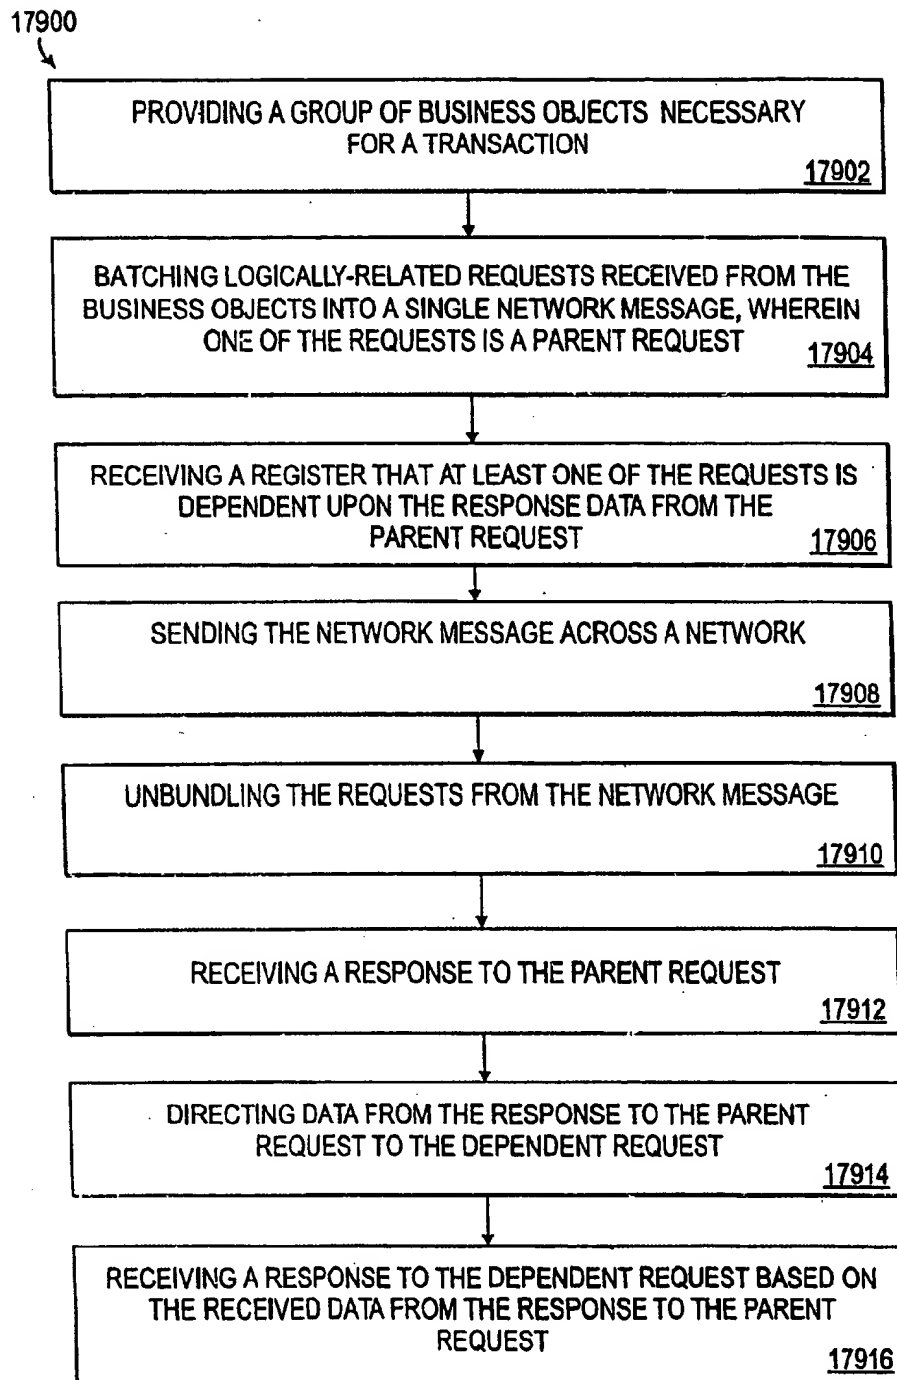 17900
PROVIDING A GROUP OF BUSINESS OBJECTS NECESSARY
FOR A TRANSACTION
17902
BATCHING LOGICALLY-RELATED REQUESTS RECEIVED FROM THE
BUSINESS OBJECTS INTO A SINGLE NETWORK MESSAGE, WHEREIN
ONE OF THE REQUESTS IS A PARENT REQUEST
17904
RECEIVING A REGISTER THAT AT LEAST ONE OF THE REQUESTS IS
DEPENDENT UPON THE RESPONSE DATA FROM THE
PARENT REQUEST
17906
SENDING THE NETWORK MESSAGE ACROSS A NETWORK
17908
UNBUNDLING THE REQUESTS FROM THE NETWORK MESSAGE
17910
RECEIVING A RESPONSE TO THE PARENT REQUEST
17912
DIRECTING DATA FROM THE RESPONSE TO THE PARENT
REQUEST TO THE DEPENDENT REQUEST
17914
RECEIVING A RESPONSE TO THE DEPENDENT REQUEST BASED ON
THE RECEIVED DATA FROM THE RESPONSE TO THE PARENT
REQUEST
17916